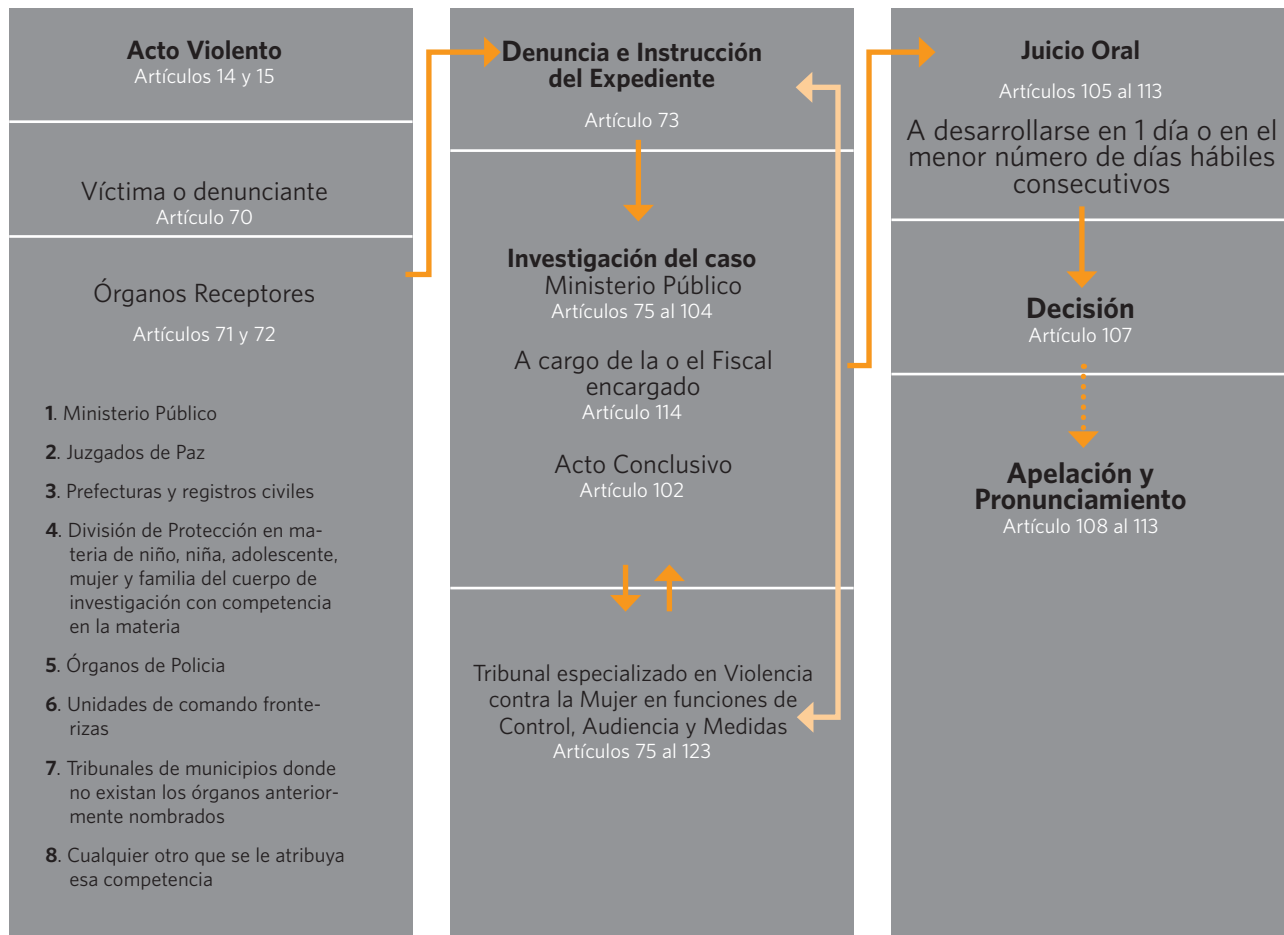 Acto Violento
Artículos 14 y 15
Víctima o denunciante
Artículo 70
Órganos Receptores
Artículos 71 y 72
1. Ministerio Público
2. Juzgados de Paz
3. Prefecturas y registros civiles
4. División de Protección en ma-
teria de niño, niña, adolescente,
mujer y familia del cuerpo de
investigación con competencia
en la materia
5. Órganos de Policia
6. Unidades de comando fronte-
rizas
7. Tribunales de municipios donde
no existan los órganos anterior-
mente nombrados
8. Cualquier otro que se le atribuya
esa competencia
Denuncia e Instrucción
del Expediente
Artículo 73
Investigación del caso
Ministerio Público
Artículos 75 al 104
A cargo de la o el Fiscal
encargado
Artículo 114
Acto Conclusivo
Artículo 102
Tribunal especializado en Violencia
contra la Mujer en funciones de
Control, Audiencia y Medidas
Artículos 75 al 123
Juicio Oral
Artículos 105 al 113
A desarrollarse en 1 día o en el
menor número de días hábiles
consecutivos
Decisión
Artículo 107
Apelación y
Pronunciamiento
Artículo 108 al 113